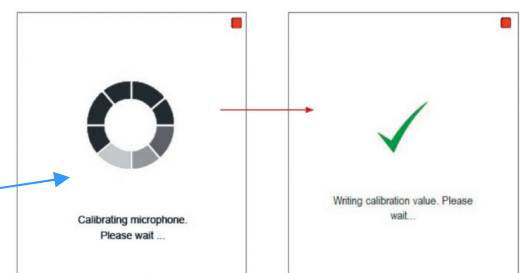 Calibrating microphone.
Please wait ...
Writing calibration value. Please
wait...